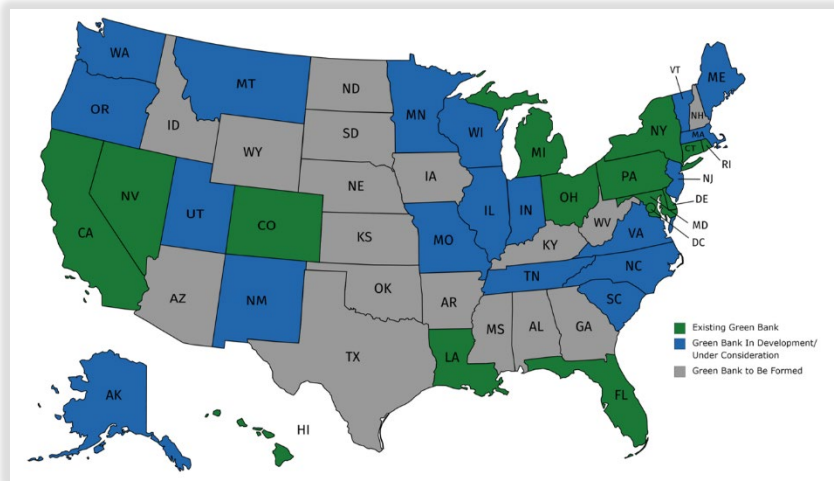 WA
OR
CA
NV
ID
MT
WY
UT
CO
AZ
NM
ND
SD
NE
KS
OK
TX
MN
IA
MO
AR
LA
WI
IL
IN
MI
OH
KY
TN
MS
AL
GA
FL
SC
NC
VA
WV
PA
NY
VT
NH
ME
MA
CT
RI
NJ
DE
MD
DC
AK
HI
Existing Green Bank
Green Bank In Development/
Under Consideration
Green Bank to Be Formed